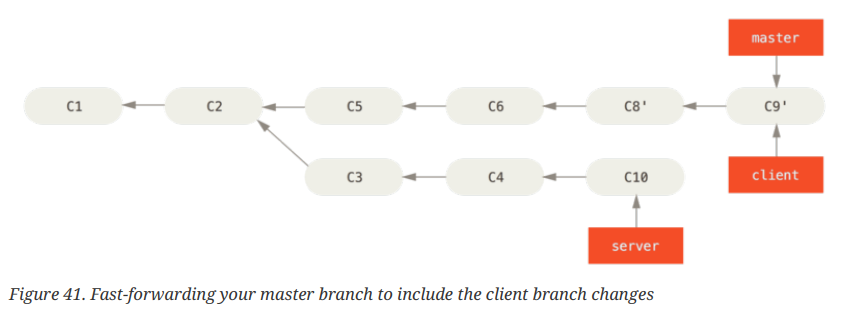 master
C1 C2 C5 C6 C8' C9'
C3 C4 C10 client
server
Figure 41. Fast-forwarding your master branch to include the client branch changes